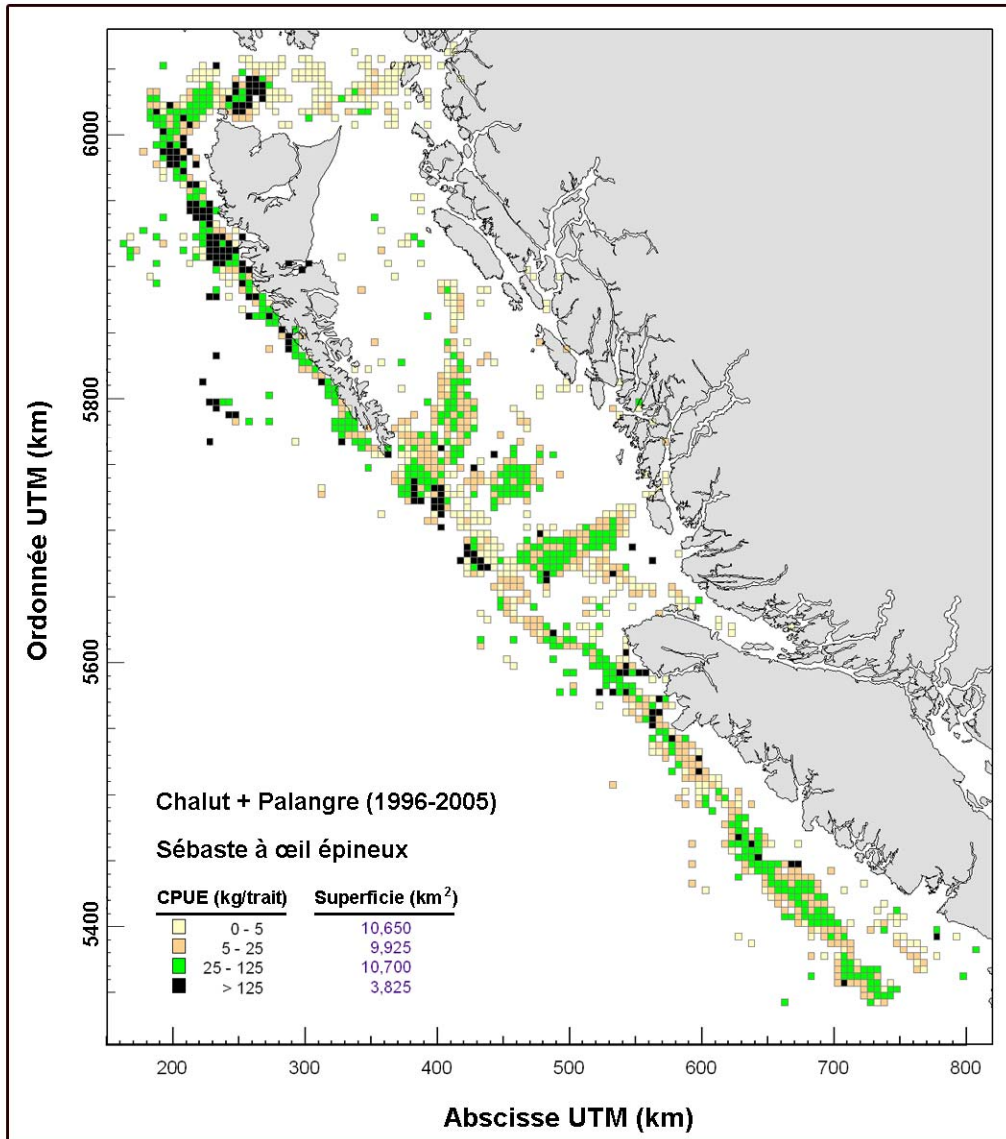 Ordonnée UTM (km)
6000
5800
5600
5400
Chalut + Palangre (1996-2005)
Sébaste à œil épineux
CPUE (kg/trait) Superficie (km²)
0 - 5 10,650
5 - 25 9,925
25 - 125 10,700
> 125 3,825
200 300 400 500 600 700 800
Abscisse UTM (km)